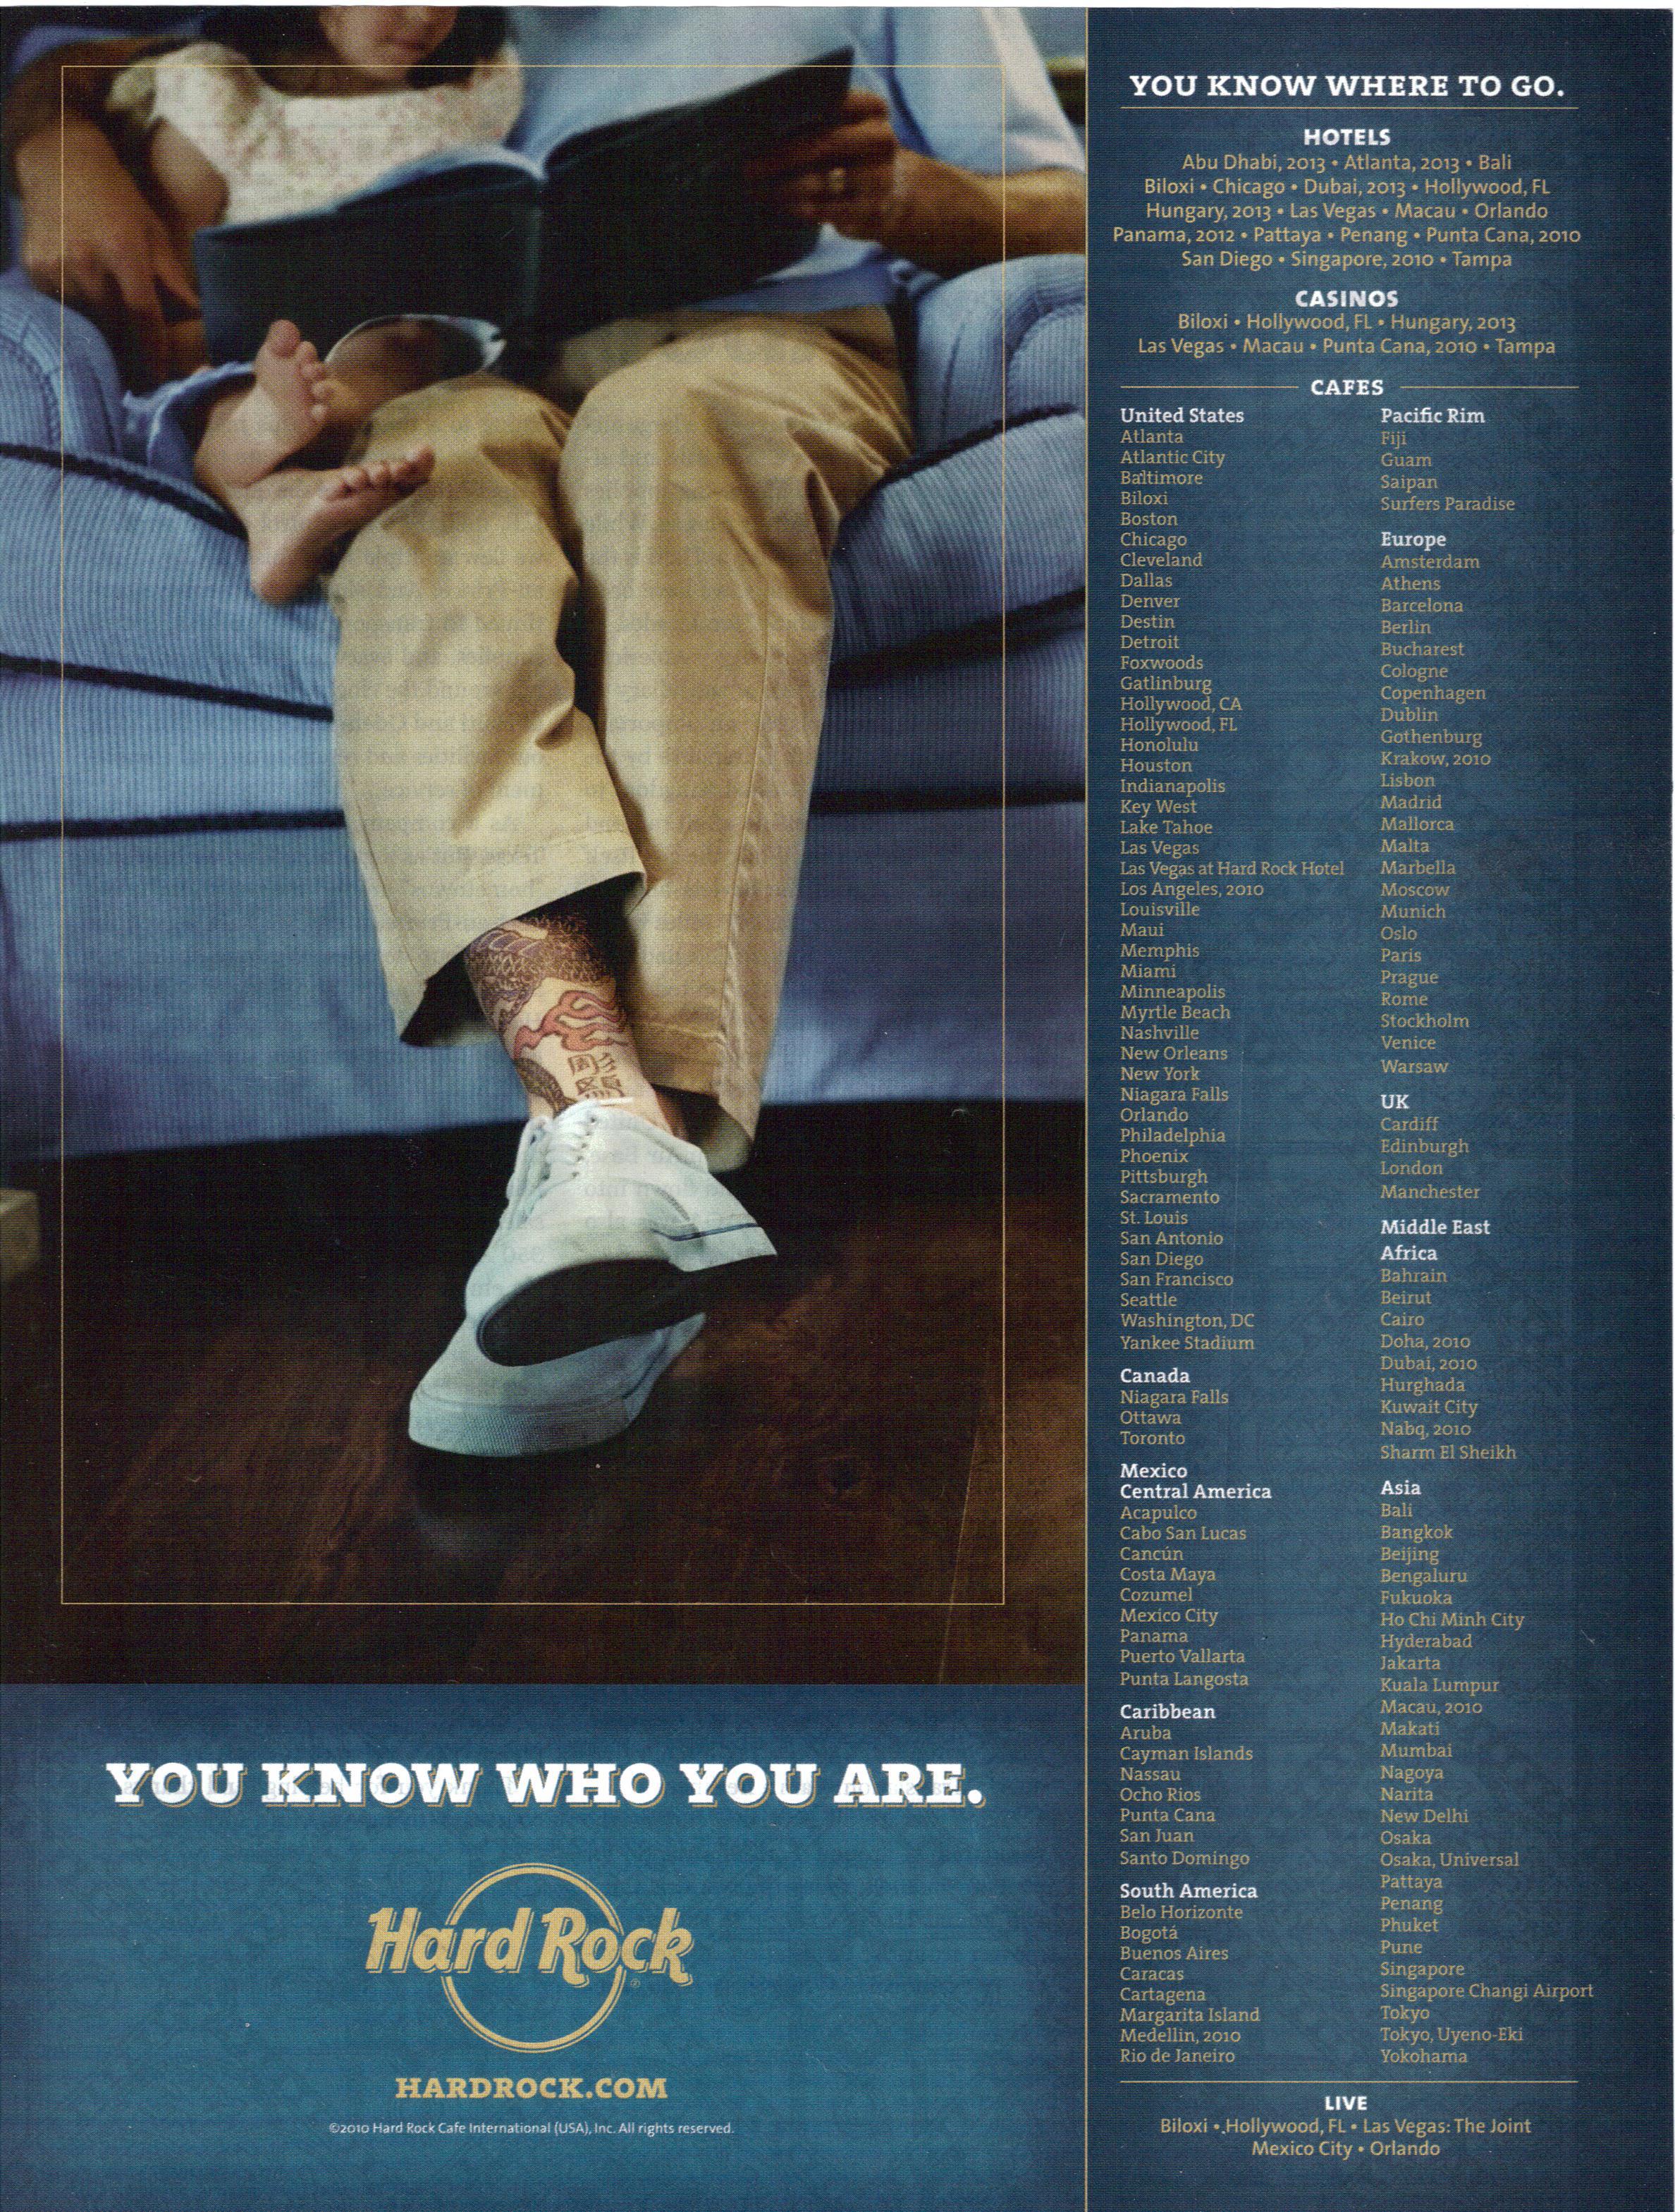 彫
YOU KNOW WHO YOU ARE.
Hard Rock
®
HARDROCK.COM
©2010 Hard Rock Cafe International (USA), Inc. All rights reserved.
YOU KNOW WHERE TO GO.
HOTELS
Abu Dhabi, 2013 • Atlanta, 2013 • Bali
Biloxi • Chicago • Dubai, 2013 • Hollywood, FL
Hungary, 2013 • Las Vegas • Macau • Orlando
Panama, 2012 • Pattaya • Penang • Punta Cana, 2010
San Diego • Singapore, 2010 • Tampa
CASINOS
Biloxi • Hollywood, FL • Hungary, 2013
Las Vegas • Macau • Punta Cana, 2010 • Tampa
CAFES
United States
Atlanta
Atlantic City
Baltimore
Biloxi
Boston
Chicago
Cleveland
Dallas
Denver
Destin
Detroit
Foxwoods
Gatlinburg
Hollywood, CA
Hollywood, FL
Honolulu
Houston
Indianapolis
Key West
Lake Tahoe
Las Vegas
Las Vegas at Hard Rock Hotel
Los Angeles, 2010
Louisville
Maui
Memphis
Miami
Minneapolis
Myrtle Beach
Nashville
New Orleans
New York
Niagara Falls
Orlando
Philadelphia
Phoenix
Pittsburgh
Sacramento
St. Louis
San Antonio
San Diego
San Francisco
Seattle
Washington, DC
Yankee Stadium
Canada
Niagara Falls
Ottawa
Toronto
Mexico
Central America
Acapulco
Cabo San Lucas
Cancún
Costa Maya
Cozumel
Mexico City
Panama
Puerto Vallarta
Punta Langosta
Caribbean
Aruba
Cayman Islands
Nassau
Ocho Rios
Punta Cana
San Juan
Santo Domingo
South America
Belo Horizonte
Bogotá
Buenos Aires
Caracas
Cartagena
Margarita Island
Medellin, 2010
Rio de Janeiro
Pacific Rim
Fiji
Guam
Saipan
Surfers Paradise
Europe
Amsterdam
Athens
Barcelona
Berlin
Bucharest
Cologne
Copenhagen
Dublin
Gothenburg
Krakow, 2010
Lisbon
Madrid
Mallorca
Malta
Marbella
Moscow
Munich
Oslo
Paris
Prague
Rome
Stockholm
Venice
Warsaw
UK
Cardiff
Edinburgh
London
Manchester
Middle East
Africa
Bahrain
Beirut
Cairo
Doha, 2010
Dubai, 2010
Hurghada
Kuwait City
Nabq, 2010
Sharm El Sheikh
Asia
Bali
Bangkok
Beijing
Bengaluru
Fukuoka
Ho Chi Minh City
Hyderabad
Jakarta
Kuala Lumpur
Macau, 2010
Makati
Mumbai
Nagoya
Narita
New Delhi
Osaka
Osaka, Universal
Pattaya
Penang
Phuket
Pune
Singapore
Singapore Changi Airport
Tokyo
Tokyo, Uyeno-Eki
Yokohama
LIVE
Biloxi • Hollywood, FL • Las Vegas: The Joint
Mexico City • Orlando